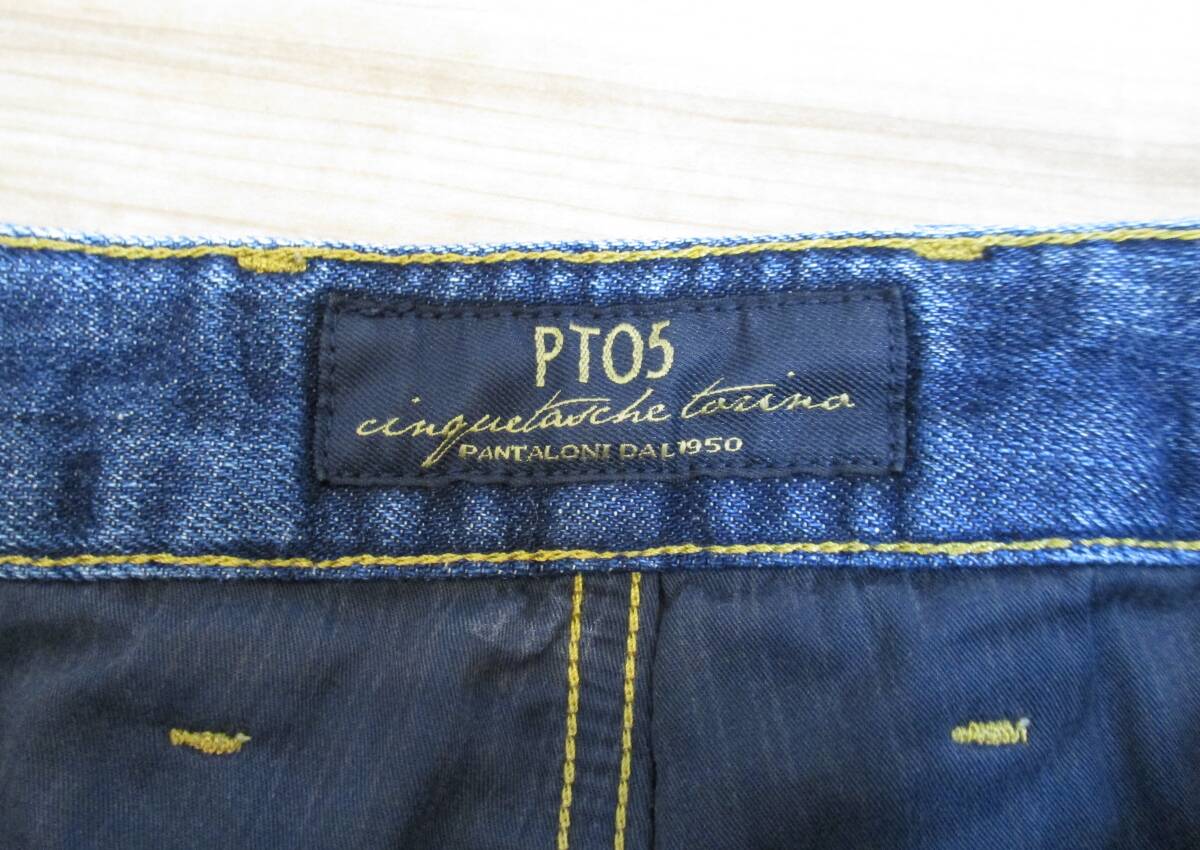 PT05
cinquetasche torino
PANTALONI DAL 1950